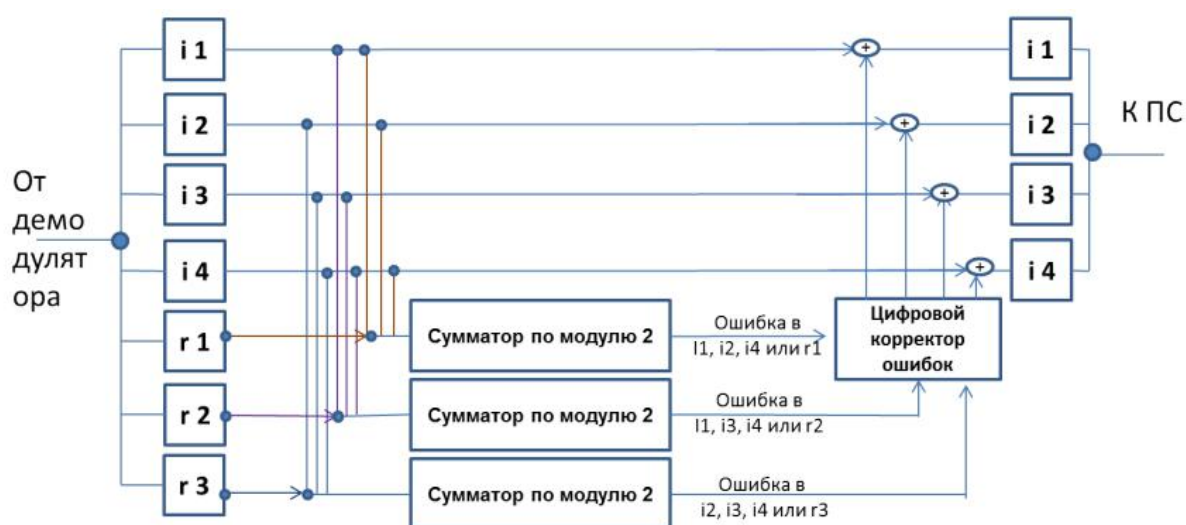 От
демо
дулят
ора
i 1
i 2
i 3
i 4
r 1
r 2
r 3
Сумматор по модулю 2
Сумматор по модулю 2
Сумматор по модулю 2
Ошибка в
I1, i2, i4 или r1
Ошибка в
I1, i3, i4 или r2
Ошибка в
i2, i3, i4 или r3
+
+
+
+
Цифровой
корректор
ошибок
i 1
i 2
i 3
i 4
К ПС